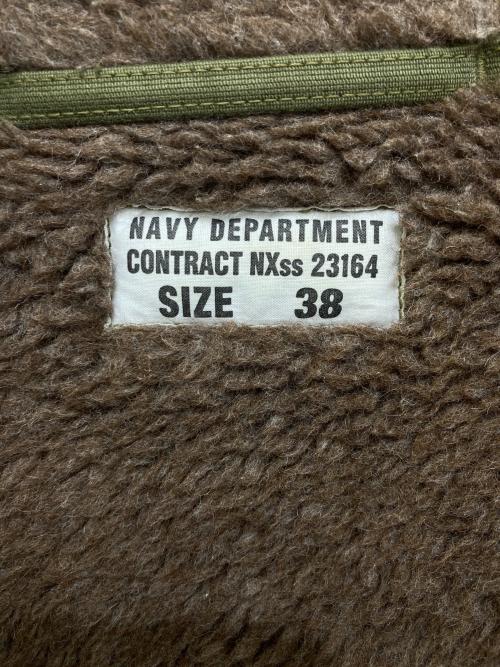 NAVY DEPARTMENT
CONTRACT NXss 23164
SIZE 38